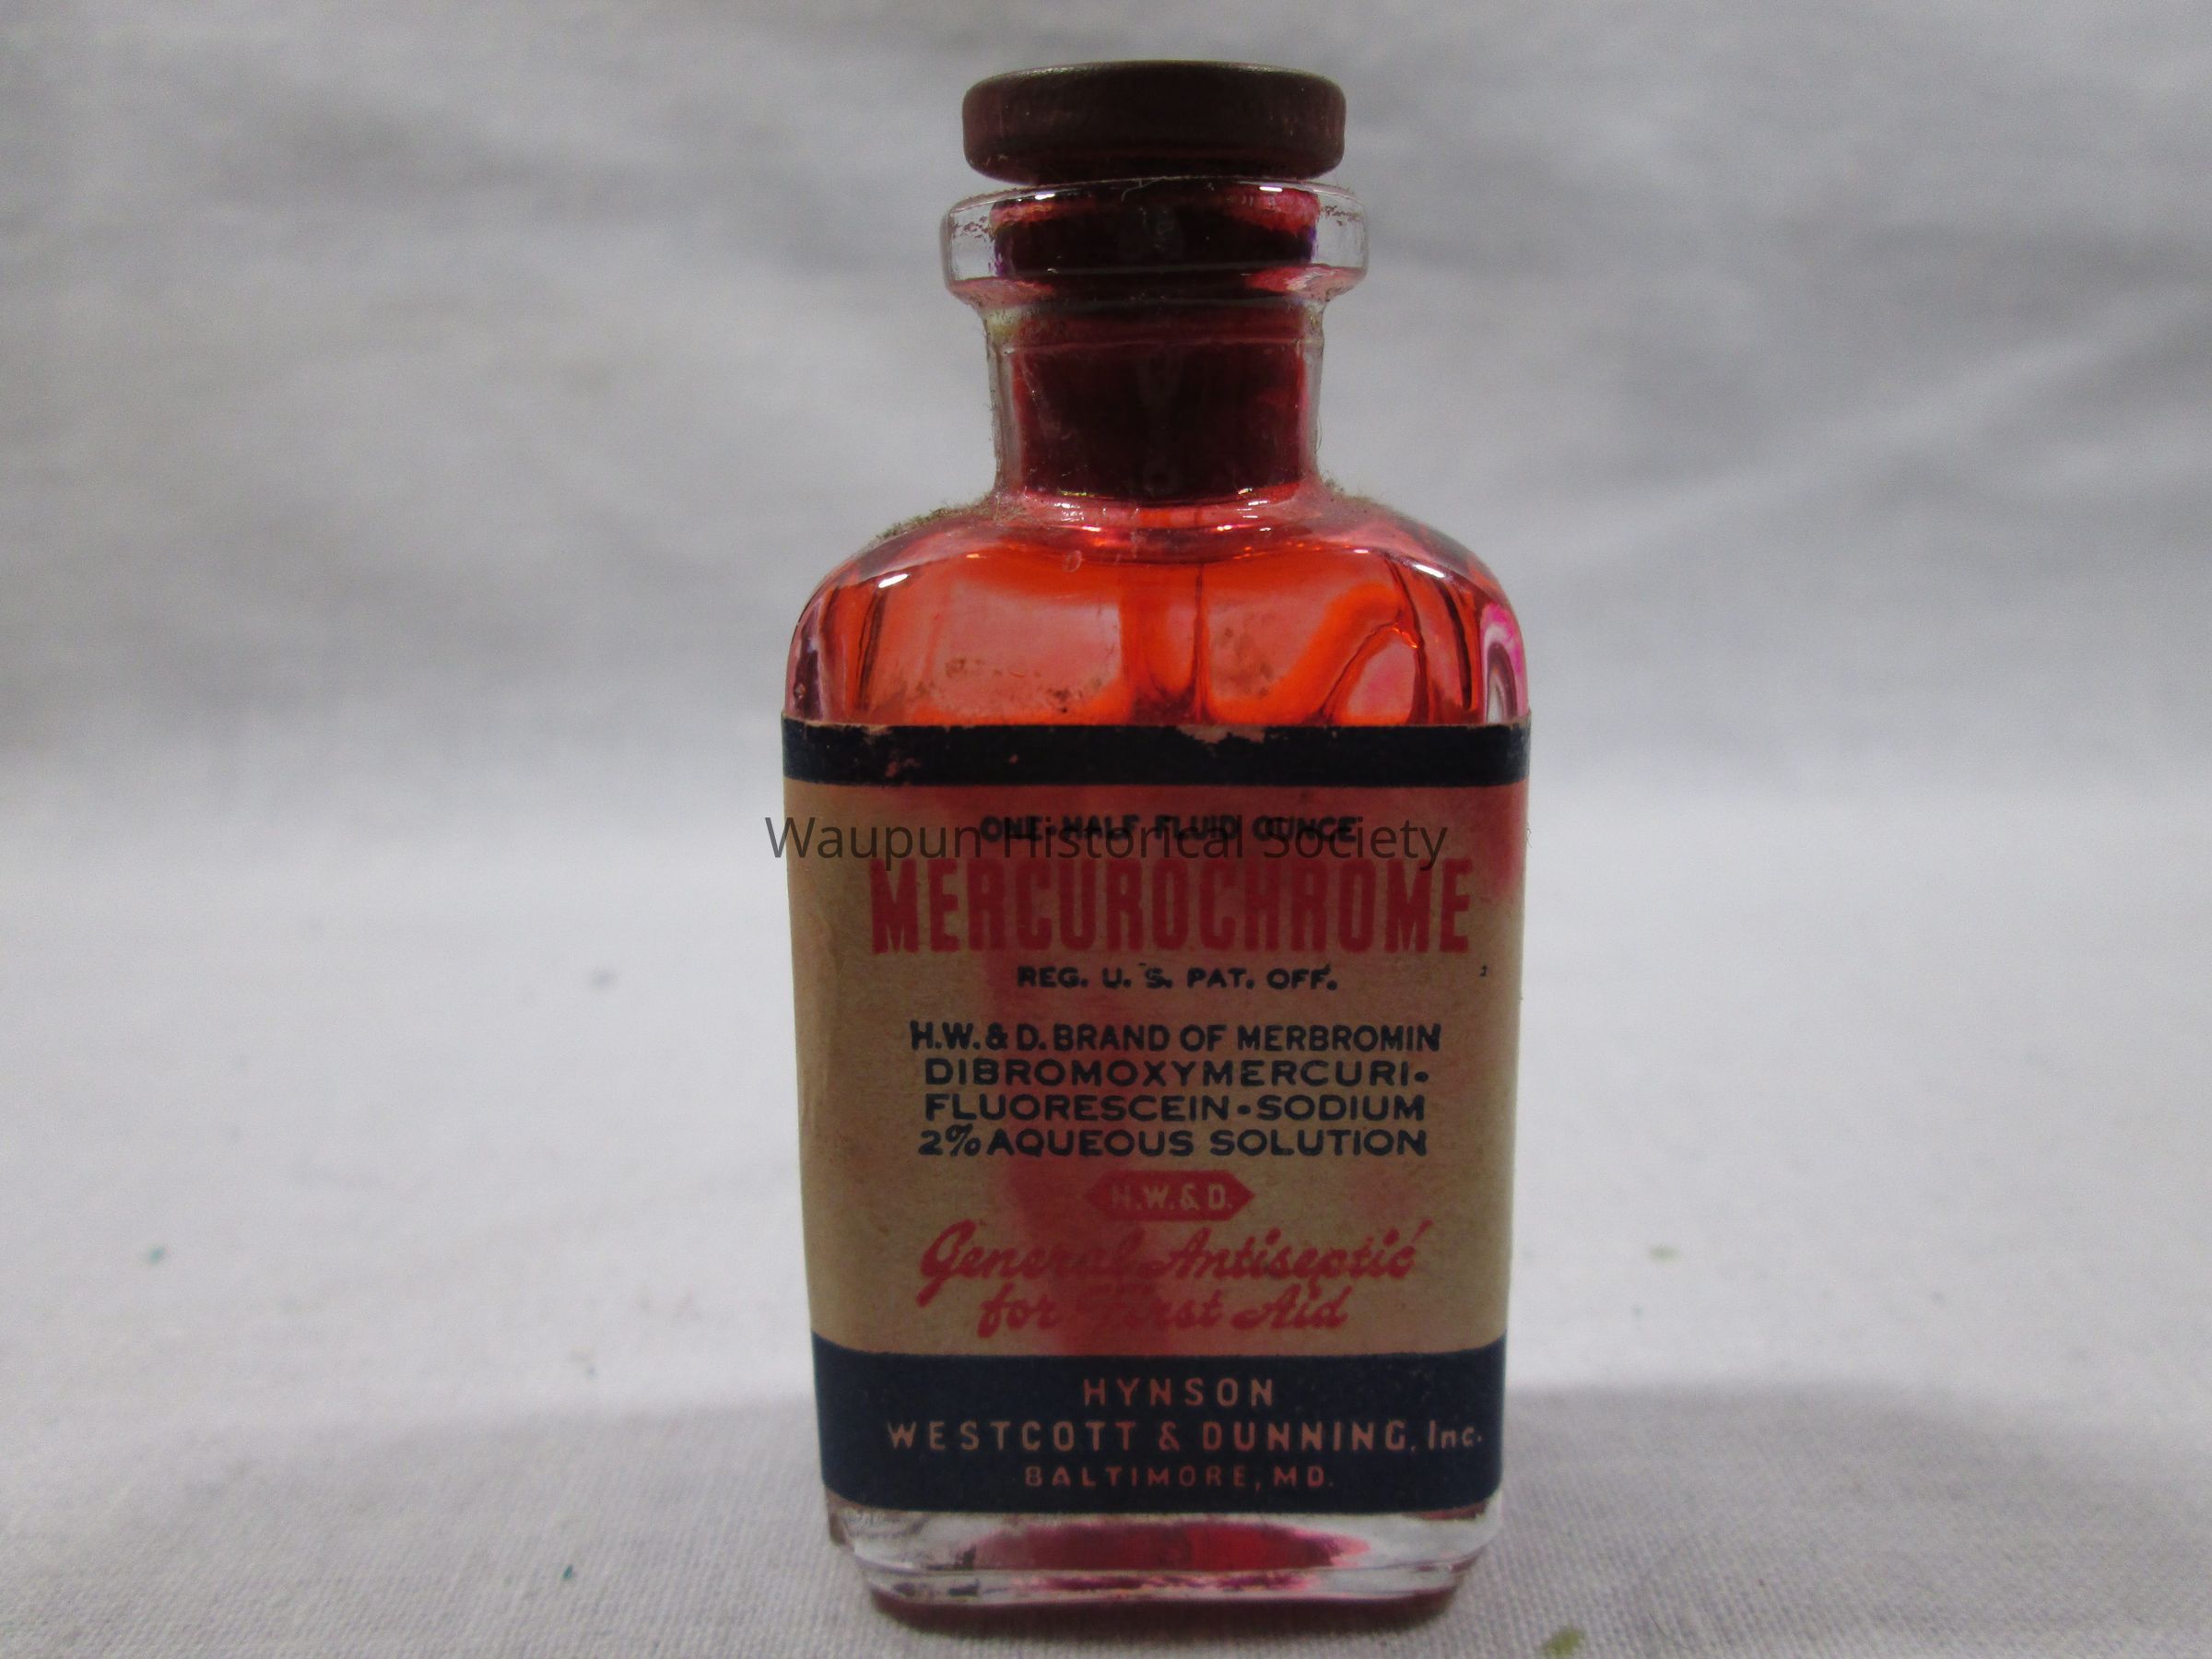 ONE-HALF FLUID OUNCE
Waupun Historical Society
MERCUROCHROME
REG. U. S. PAT. OFF.
H.W.& D. BRAND OF MERBROMIN
DIBROMOXYMERCURI-
FLUORESCEIN-SODIUM
2% AQUEOUS SOLUTION
H.W.& D.
General Antiseptic
for First Aid
HYNSON
WESTCOTT & DUNNING, Inc.
BALTIMORE, MD.